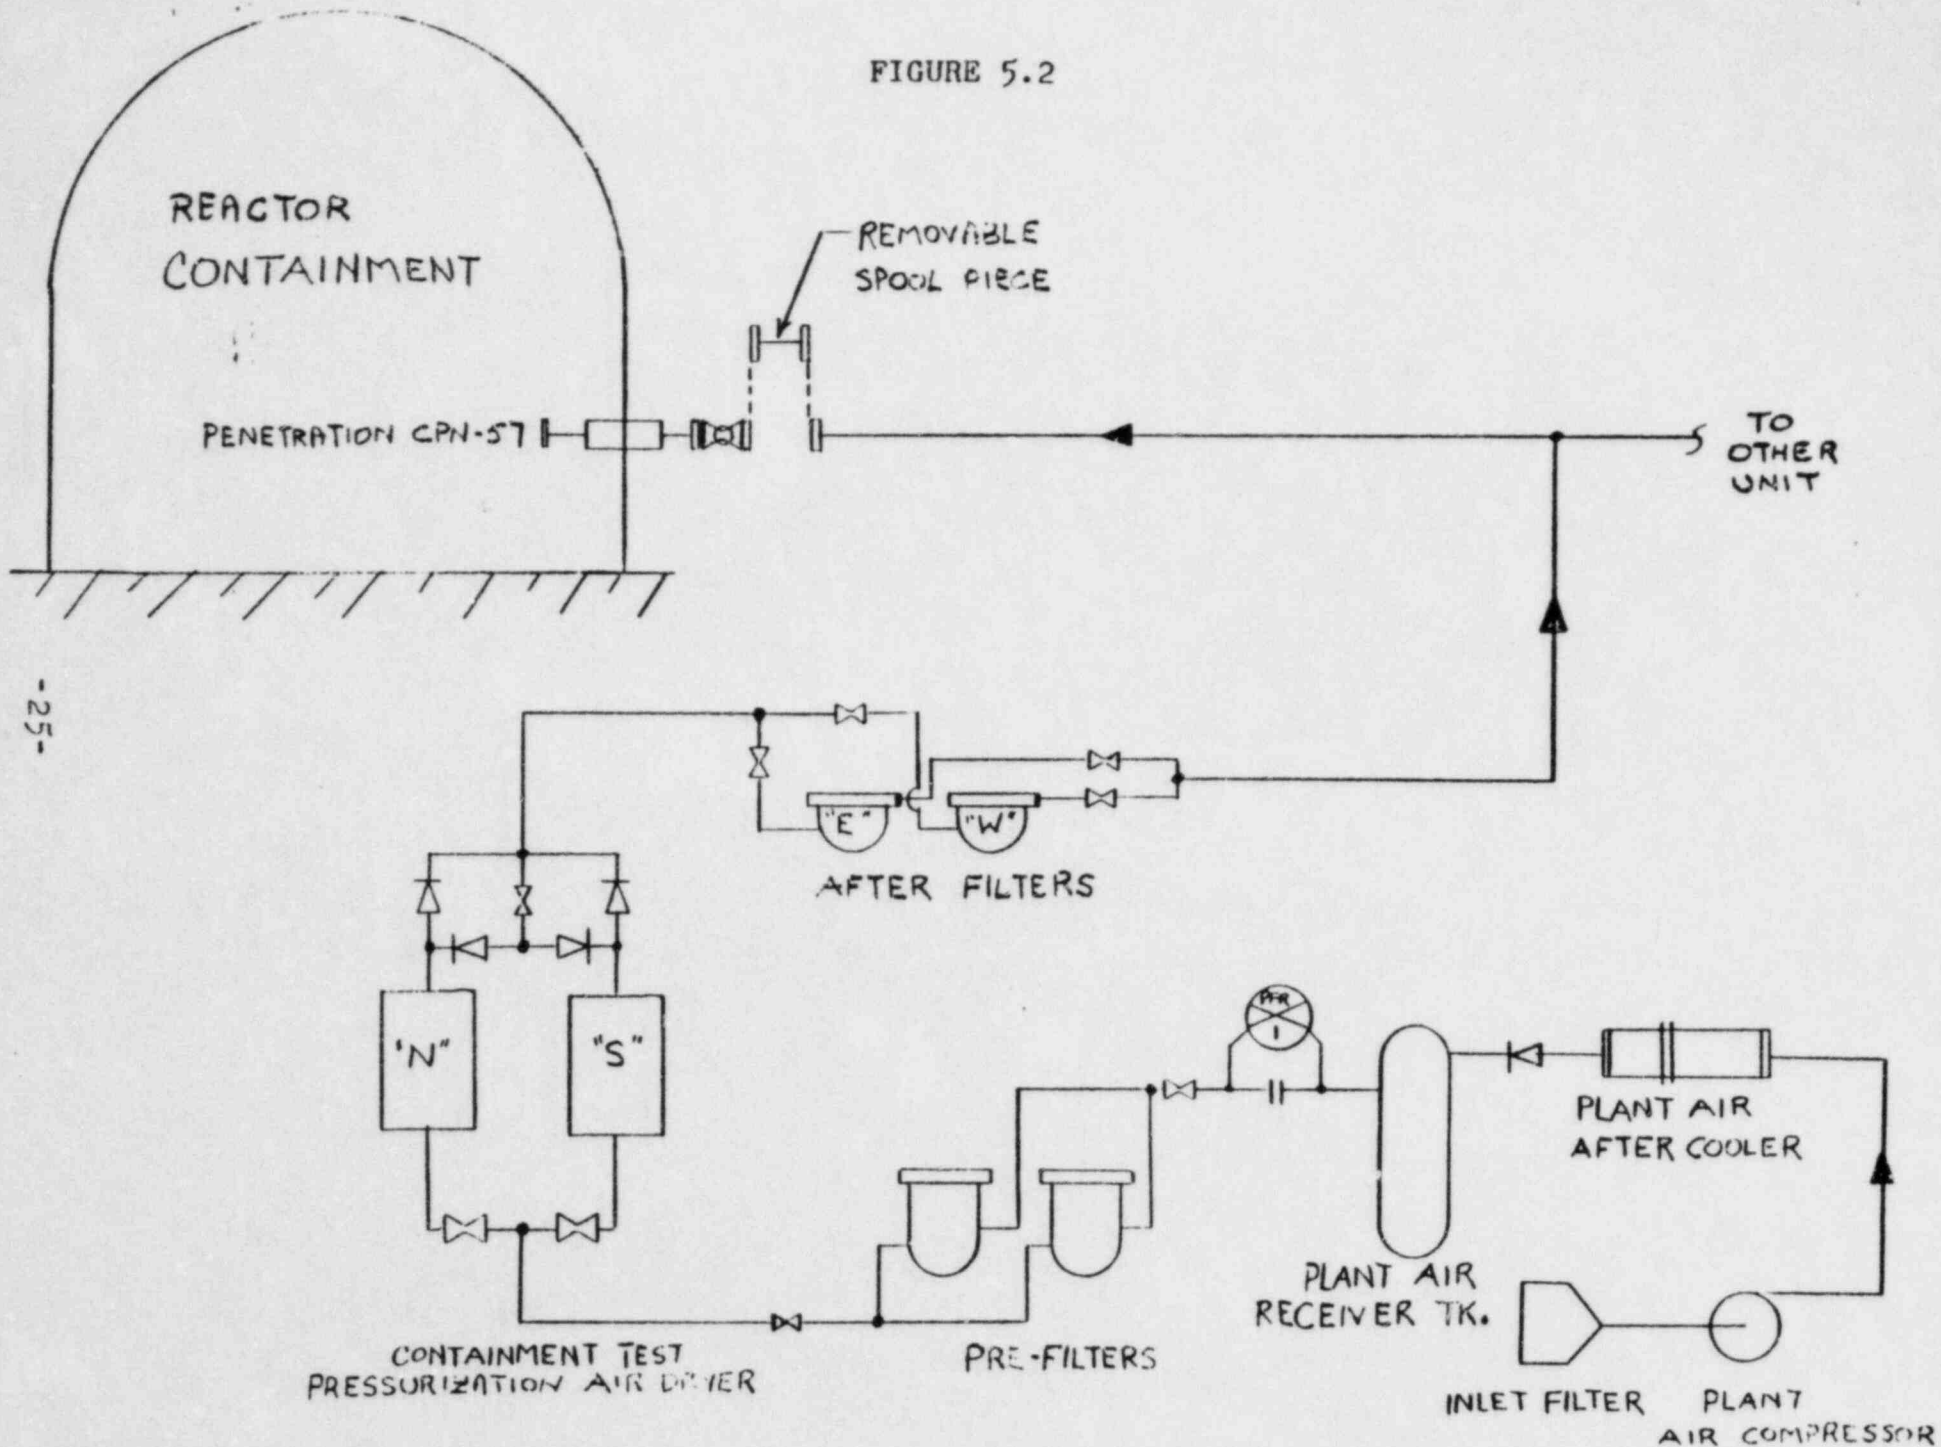 FIGURE 5.2
REACTOR
CONTAINMENT
REMOVABLE
SPOOL PIECE
PENETRATION CPN-57
TO
OTHER
UNIT
-25-
"E"
"W"
AFTER FILTERS
"N"
"S"
I
PLANT AIR
AFTER COOLER
PLANT AIR
RECEIVER TK.
CONTAINMENT TEST
PRESSURIZATION AIR DRYER
PRE-FILTERS
INLET FILTER
PLANT
AIR COMPRESSOR